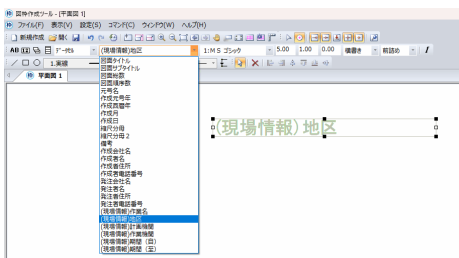 図枠作成ツール - [平面図 1]
ファイル(F) 表示(V) 設定(S) コマンド(C) ウィンドウ(W) ヘルプ(H)
新規作成 開く
AB データ名 (現場情報)地区 1:MS ゴシック 5.00 1.00 0.00 横書き 前詰め I
1.実線
平面図 1
図面タイトル
図面サブタイトル
図面総数
図面順序数
元号名
作成元号年
作成西暦年
作成月
作成日
縮尺分母
縮尺分母2
備考
作成会社名
作成者名
作成者住所
作成者電話番号
発注会社名
発注者名
発注者住所
発注者電話番号
(現場情報)作業名
(現場情報)地区
(現場情報)計画機関
(現場情報)作業機関
(現場情報)期間(自)
(現場情報)期間(至)
(現場情報)地区